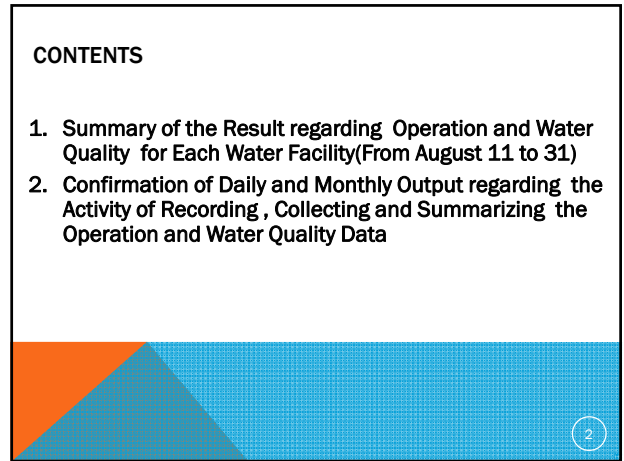 CONTENTS
1. Summary of the Result regarding Operation and Water
Quality for Each Water Facility(From August 11 to 31)
2. Confirmation of Daily and Monthly Output regarding the
Activity of Recording , Collecting and Summarizing the
Operation and Water Quality Data
2